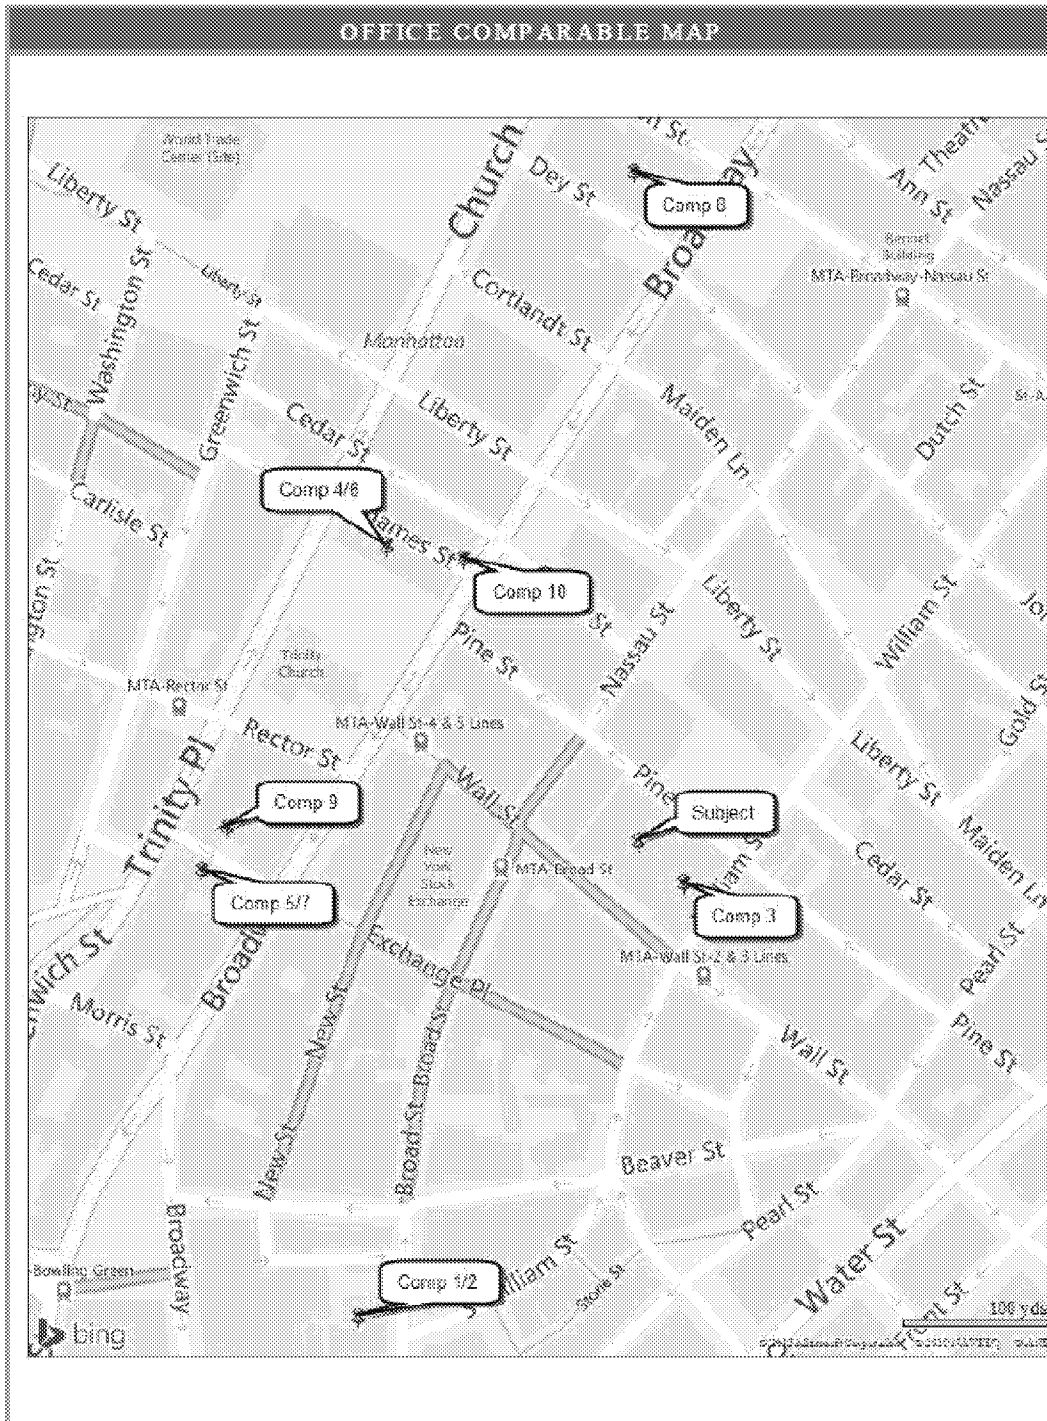 OFFICE COMPARABLE MAP
World Trade
Center (Site)
Church
Dey St
Broadway
Comp 8
Ann St
Theatre
Nassau St
Liberty St
Bennet
Building
MTA-Broadway-Nassau St
Washington St
Cedar St
Liberty St
Cortlandt St
Greenwich St
Manhattan
Maiden Ln
Dutch St
Liberty St
Cedar St
Comp 4/6
Carlisle St
Thames St
Comp 10
Pine St
Nassau St
Liberty St
William St
Gold St
Trinity
Church
MTA-Rector St
MTA-Wall St-4 & 5 Lines
Rector St
Trinity Pl
Wall St
Pine
Liberty St
Comp 9
Subject
Maiden Ln
New
York
Stock
Exchange
MTA-Broad St
Cedar St
Comp 5/7
Comp 3
MTA-Wall St-2 & 3 Lines
Exchange Pl
Pearl St
Morris St
New St
Broad St
Wall St
Pine St
New St
Broad St
Beaver St
Pearl St
Broadway
Water St
Bowling Green
Comp 1/2
William St
Stone St
100 yds
bing